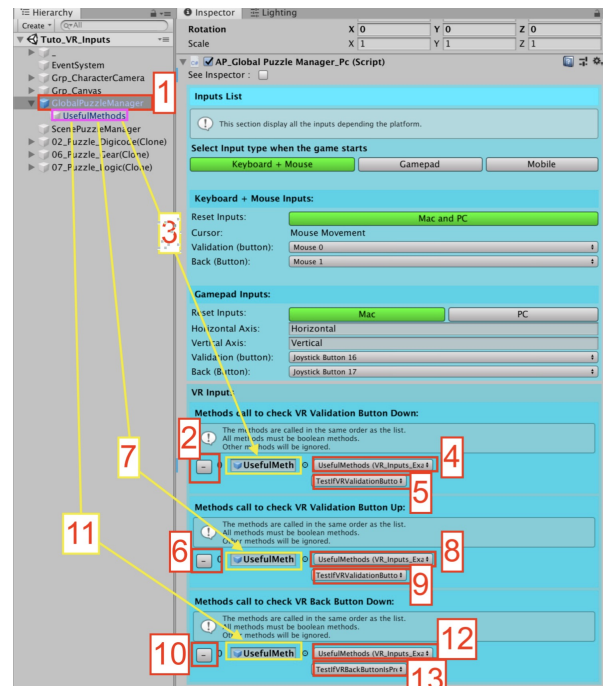 Hierarchy
Create
Q▾All
Tuto_VR_Inputs
_
EventSystem
Grp_CharacterCamera
Grp_Canvas
GlobalPuzzleManager
UsefulMethods
ScenePuzzleManager
02_Puzzle_Digicode(Clone)
06_Puzzle_Gear(Clone)
07_Puzzle_Logic(Clone)
1
3
7
11
Inspector Lighting
Rotation X 0 Y 0 Z 0
Scale X 1 Y 1 Z 1
AP_Global Puzzle Manager_Pc (Script)
See Inspector :
Inputs List
This section display all the inputs depending the platform.
Select Input type when the game starts
Keyboard + Mouse Gamepad Mobile
Keyboard + Mouse Inputs:
Reset Inputs: Mac and PC
Cursor: Mouse Movement
Validation (button): Mouse 0
Back (Button): Mouse 1
Gamepad Inputs:
Reset Inputs: Mac PC
Horizontal Axis: Horizontal
Vertical Axis: Vertical
Validation (button): Joystick Button 16
Back (Button): Joystick Button 17
VR Inputs
Methods call to check VR Validation Button Down:
The methods are called in the same order as the list.
All methods must be boolean methods.
Other methods will be ignored.
2
0 UsefulMeth UsefulMethods (VR_Inputs_Exa 4
TestIfVRValidationButto 5
Methods call to check VR Validation Button Up:
The methods are called in the same order as the list.
All methods must be boolean methods.
Other methods will be ignored.
6
0 UsefulMeth UsefulMethods (VR_Inputs_Exa 8
TestIfVRValidationButto 9
Methods call to check VR Back Button Down:
The methods are called in the same order as the list.
All methods must be boolean methods.
Other methods will be ignored.
10
0 UsefulMeth UsefulMethods (VR_Inputs_Exa 12
TestIfVRBackButtonIsPre 13